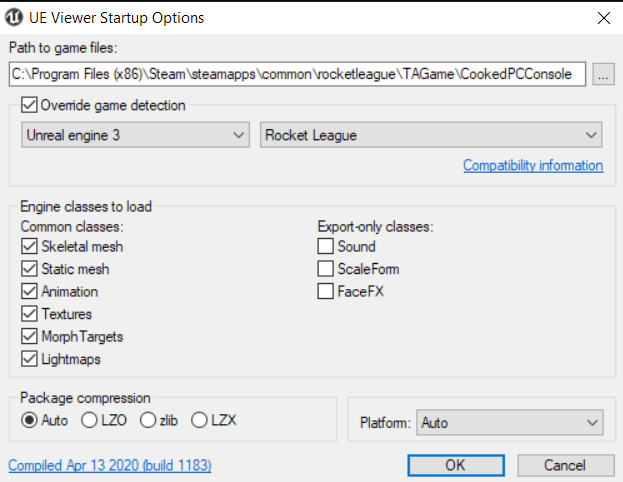 UE Viewer Startup Options
Path to game files:
C:\Program Files (x86)\Steam\steamapps\common\rocketleague\TAGame\CookedPCConsole
...
Override game detection
Unreal engine 3
Rocket League
Compatibility information
Engine classes to load
Common classes:
Export-only classes:
Skeletal mesh
Sound
Static mesh
ScaleForm
Animation
FaceFX
Textures
MorphTargets
Lightmaps
Package compression
Auto LZO zlib LZX
Platform: Auto
Compiled Apr 13 2020 (build 1183)
OK
Cancel